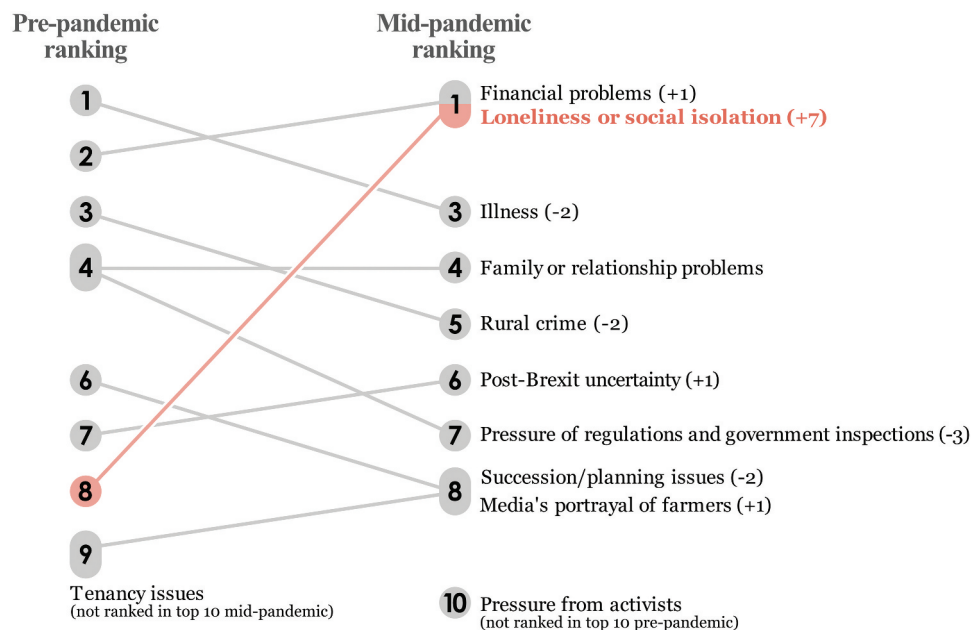 Pre-pandemic
ranking
Mid-pandemic
ranking
1
2
3
4
6
7
8
9
Tenancy issues
(not ranked in top 10 mid-pandemic)
1
Financial problems (+1)
Loneliness or social isolation (+7)
3 Illness (-2)
4 Family or relationship problems
5 Rural crime (-2)
6 Post-Brexit uncertainty (+1)
7 Pressure of regulations and government inspections (-3)
8
Succession/planning issues (-2)
Media's portrayal of farmers (+1)
10 Pressure from activists
(not ranked in top 10 pre-pandemic)